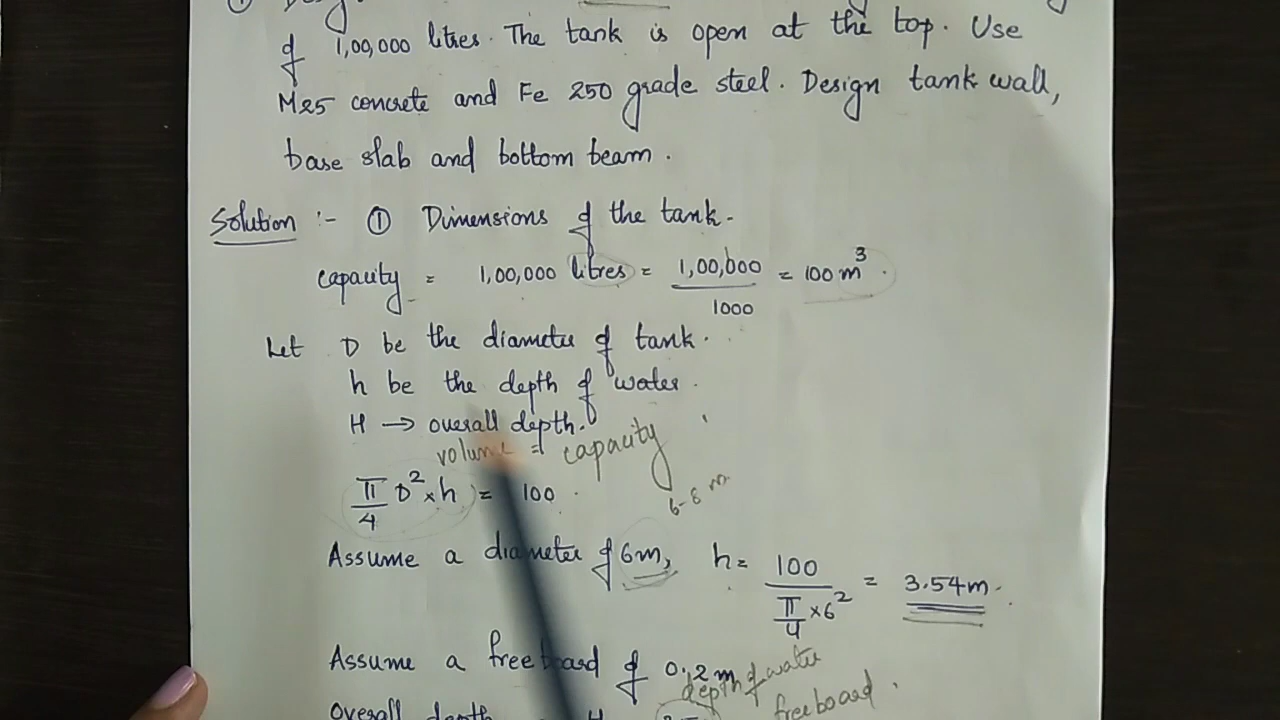 ①
of 1,00,000 litres. The tank is open at the top. Use
M25 concrete and Fe 250 grade steel. Design tank wall,
base slab and bottom beam.
Solution :- ① Dimensions of the tank.
capacity = 1,00,000 litres = 1,00,000 / 1000 = 100 m³.
Let D be the diameter of tank.
h be the depth of water.
H → overall depth.
volume = capacity
π/4 D² × h = 100
6-8 m
Assume a diameter of 6m, h = 100 / π/4 × 6² = 3.54m.
Assume a freeboard of 0.2m
depth of water
Overall depth H
freeboard